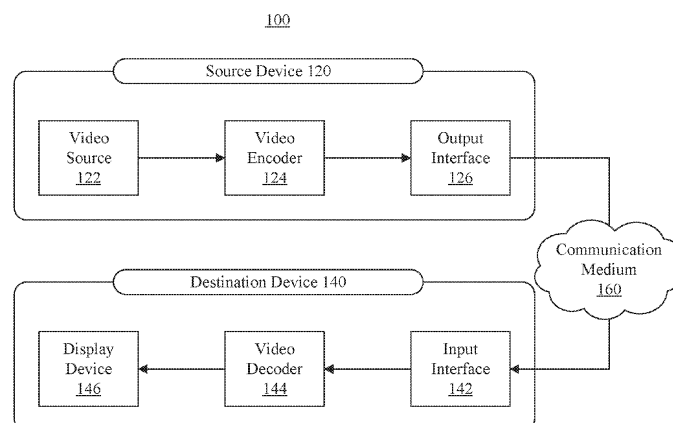 100
Source Device 120
Video
Source
122
Video
Encoder
124
Output
Interface
126
Communication
Medium
160
Destination Device 140
Display
Device
146
Video
Decoder
144
Input
Interface
142